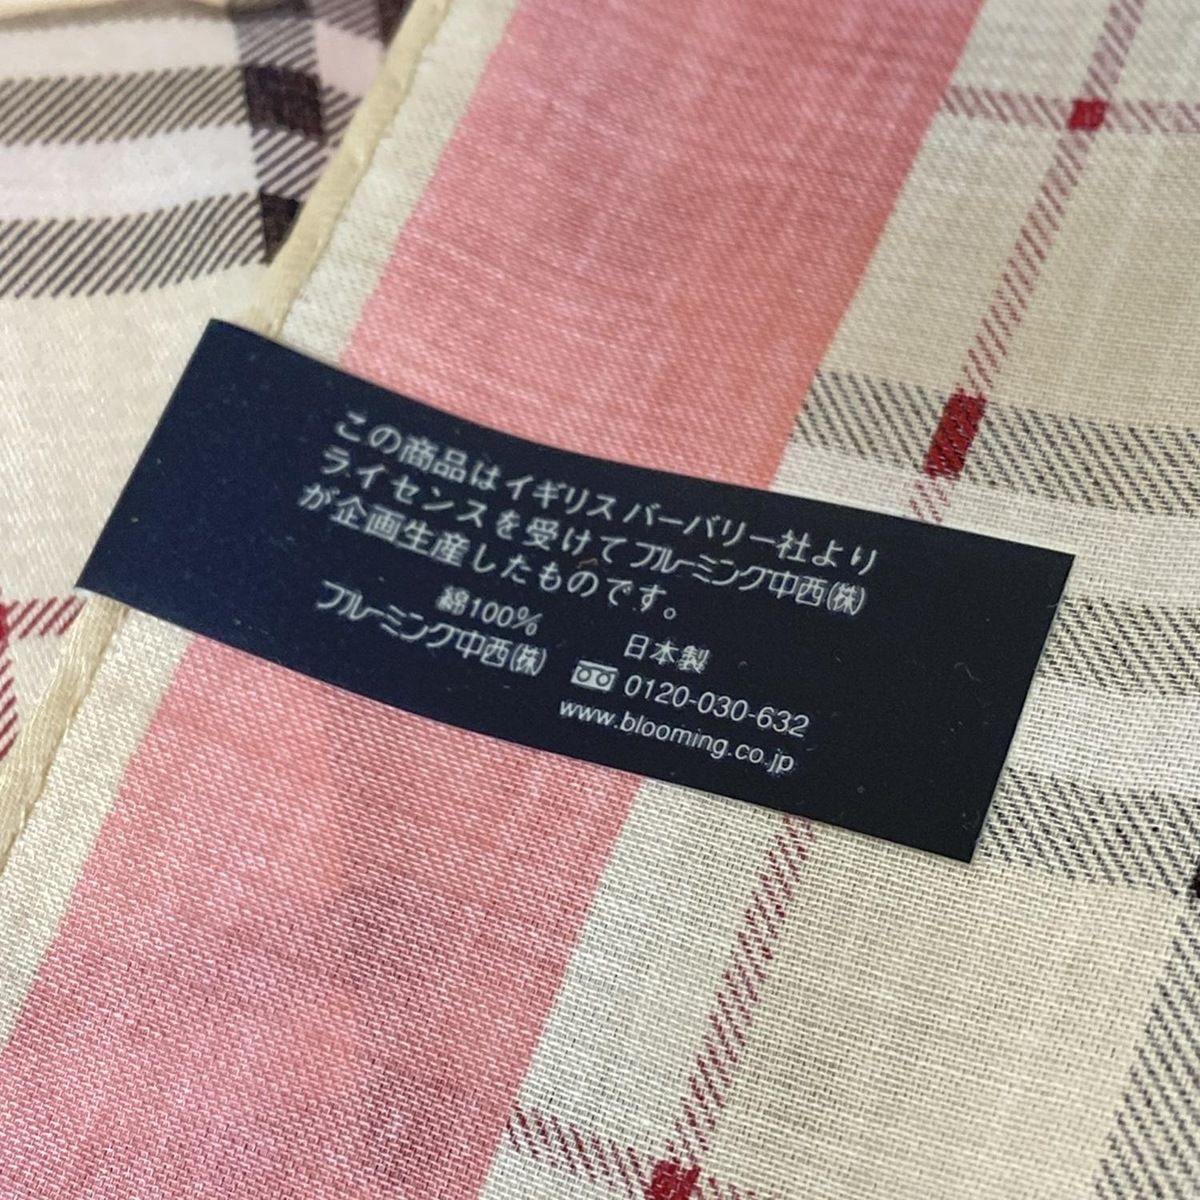 この商品はイギリス バーバリー社より
ライセンスを受けてブルーミング中西㈱
が企画生産したものです。
綿100％
日本製
ブルーミング中西㈱
0120-030-632
www.blooming.co.jp